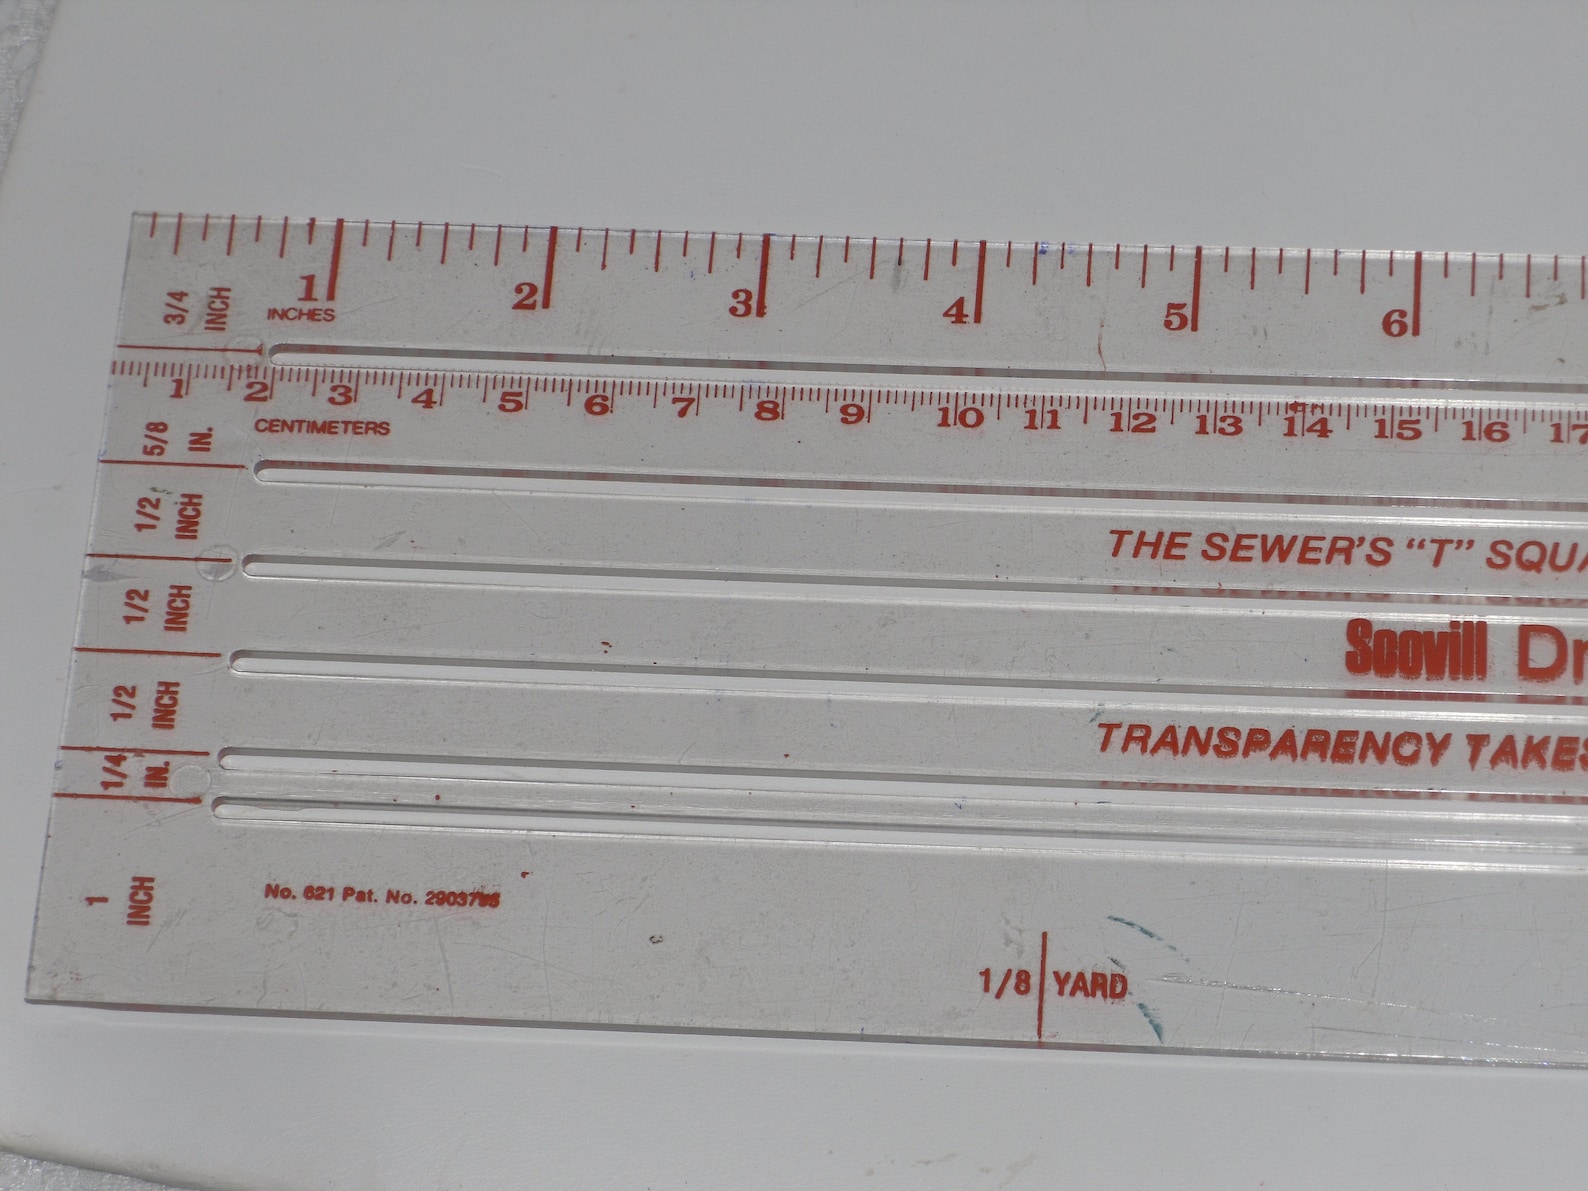 1 2 3 4 5 6
3/4 INCH
INCHES
1 2 3 4 5 6 7 8 9 10 11 12 13 14 15 16 17
CENTIMETERS
5/8 IN.
1/2 INCH
THE SEWER'S "T" SQUA
1/2 INCH
Scovill Dr
1/2 INCH
TRANSPARENCY TAKES
1/4 IN.
1 INCH
No. 621 Pat. No. 2903795
1/8 YARD